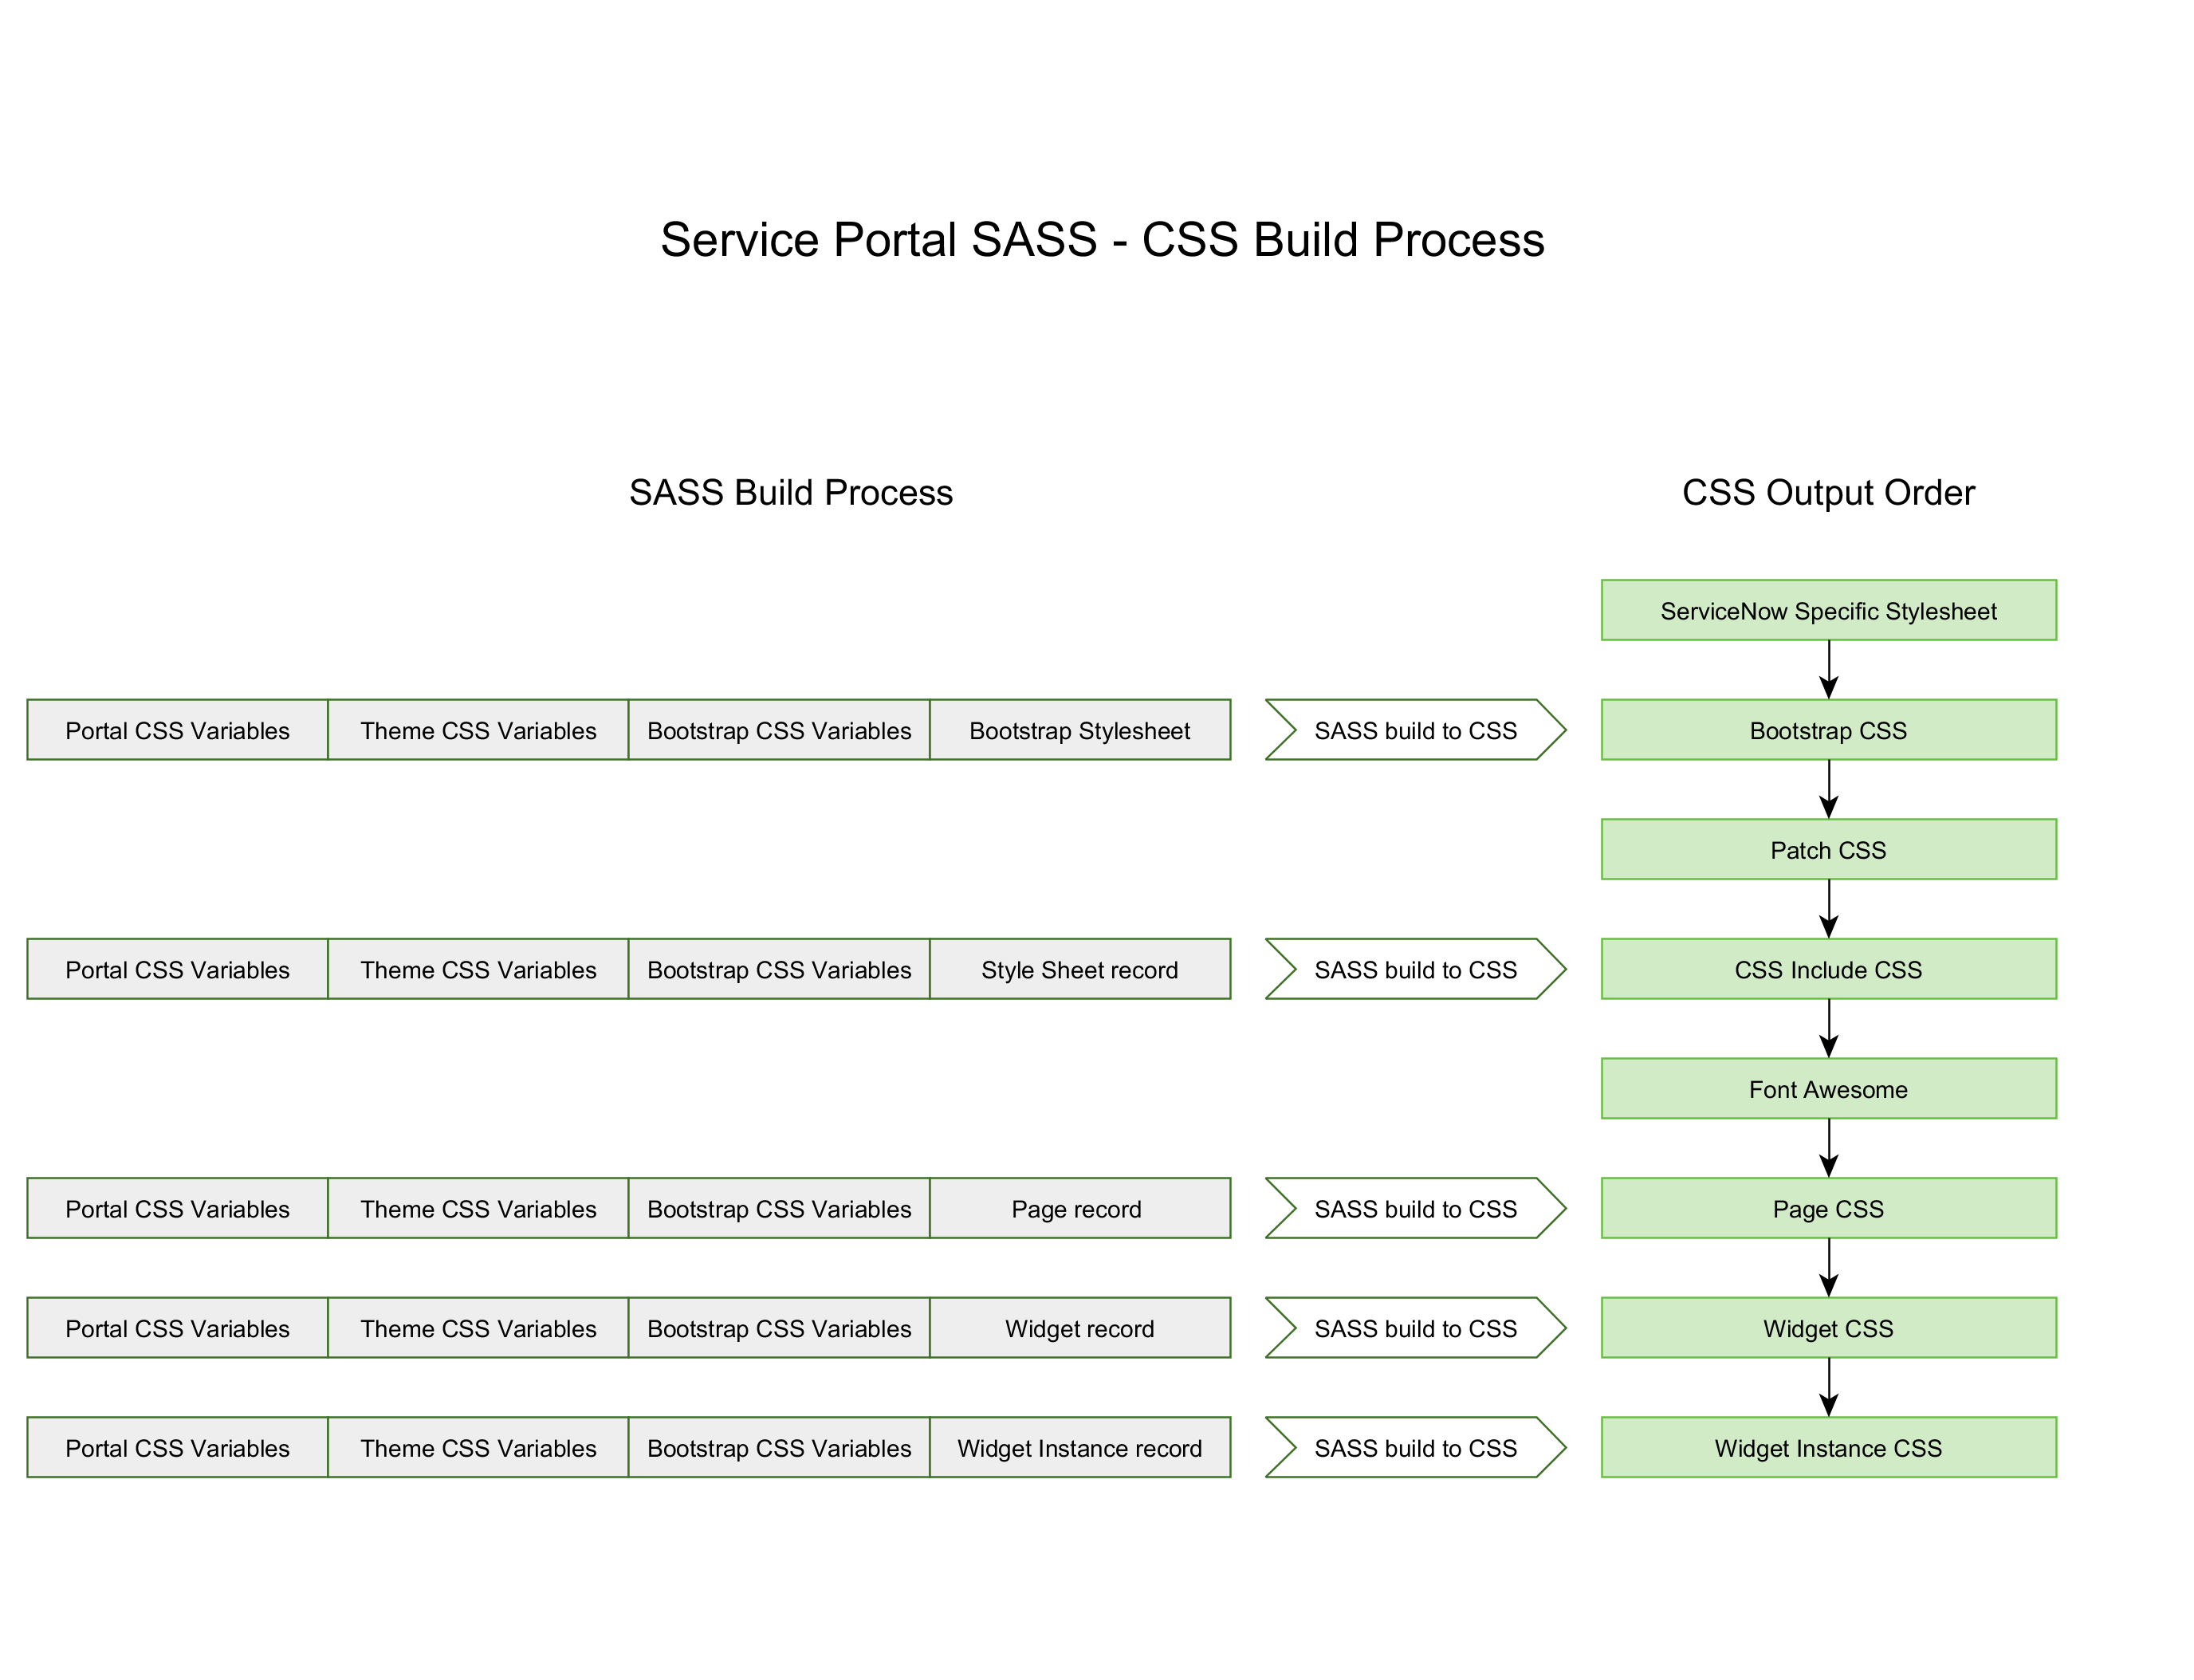 Service Portal SASS - CSS Build Process
SASS Build Process
CSS Output Order
ServiceNow Specific Stylesheet
Portal CSS Variables Theme CSS Variables Bootstrap CSS Variables Bootstrap Stylesheet SASS build to CSS Bootstrap CSS
Patch CSS
Portal CSS Variables Theme CSS Variables Bootstrap CSS Variables Style Sheet record SASS build to CSS CSS Include CSS
Font Awesome
Portal CSS Variables Theme CSS Variables Bootstrap CSS Variables Page record SASS build to CSS Page CSS
Portal CSS Variables Theme CSS Variables Bootstrap CSS Variables Widget record SASS build to CSS Widget CSS
Portal CSS Variables Theme CSS Variables Bootstrap CSS Variables Widget Instance record SASS build to CSS Widget Instance CSS